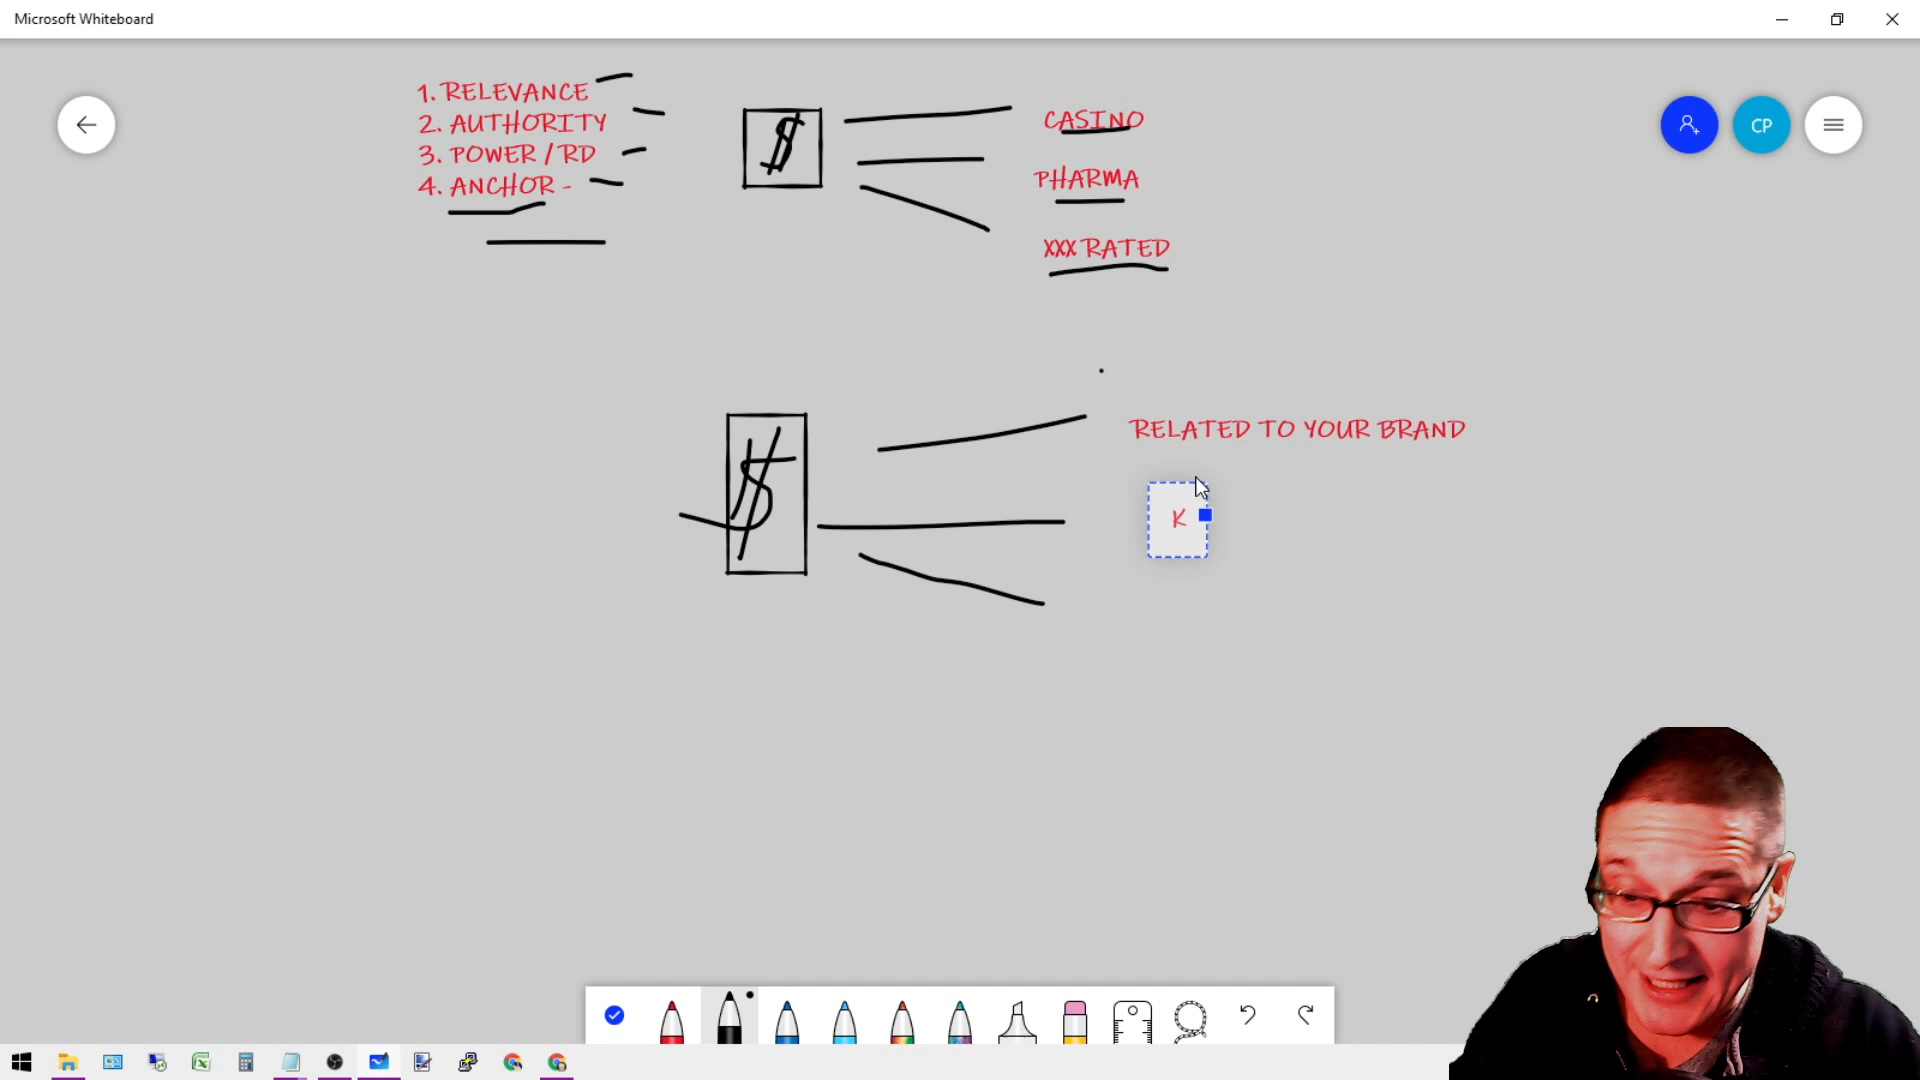 Microsoft Whiteboard
1. RELEVANCE
2. AUTHORITY
3. POWER / RD
4. ANCHOR -
$
CASINO
PHARMA
XXX RATED
CP
$
RELATED TO YOUR BRAND
K